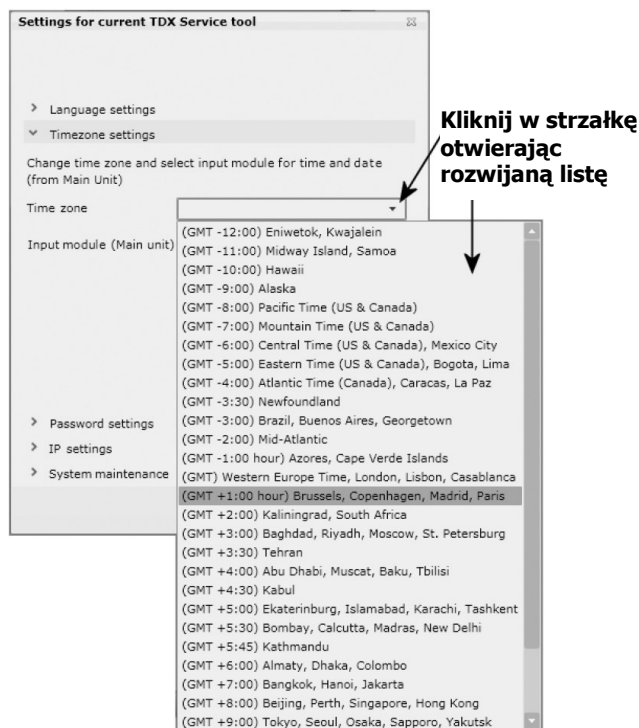 Settings for current TDX Service tool
Language settings
Timezone settings
Change time zone and select input module for time and date
(from Main Unit)
Time zone
Input module (Main unit)
Kliknij w strzałkę
otwierając
rozwijaną listę
(GMT -12:00) Eniwetok, Kwajalein
(GMT -11:00) Midway Island, Samoa
(GMT -10:00) Hawaii
(GMT -9:00) Alaska
(GMT -8:00) Pacific Time (US & Canada)
(GMT -7:00) Mountain Time (US & Canada)
(GMT -6:00) Central Time (US & Canada), Mexico City
(GMT -5:00) Eastern Time (US & Canada), Bogota, Lima
(GMT -4:00) Atlantic Time (Canada), Caracas, La Paz
(GMT -3:30) Newfoundland
(GMT -3:00) Brazil, Buenos Aires, Georgetown
(GMT -2:00) Mid-Atlantic
(GMT -1:00 hour) Azores, Cape Verde Islands
(GMT) Western Europe Time, London, Lisbon, Casablanca
(GMT +1:00 hour) Brussels, Copenhagen, Madrid, Paris
(GMT +2:00) Kaliningrad, South Africa
(GMT +3:00) Baghdad, Riyadh, Moscow, St. Petersburg
(GMT +3:30) Tehran
(GMT +4:00) Abu Dhabi, Muscat, Baku, Tbilisi
(GMT +4:30) Kabul
(GMT +5:00) Ekaterinburg, Islamabad, Karachi, Tashkent
(GMT +5:30) Bombay, Calcutta, Madras, New Delhi
(GMT +5:45) Kathmandu
(GMT +6:00) Almaty, Dhaka, Colombo
(GMT +7:00) Bangkok, Hanoi, Jakarta
(GMT +8:00) Beijing, Perth, Singapore, Hong Kong
(GMT +9:00) Tokyo, Seoul, Osaka, Sapporo, Yakutsk
Password settings
IP settings
System maintenance